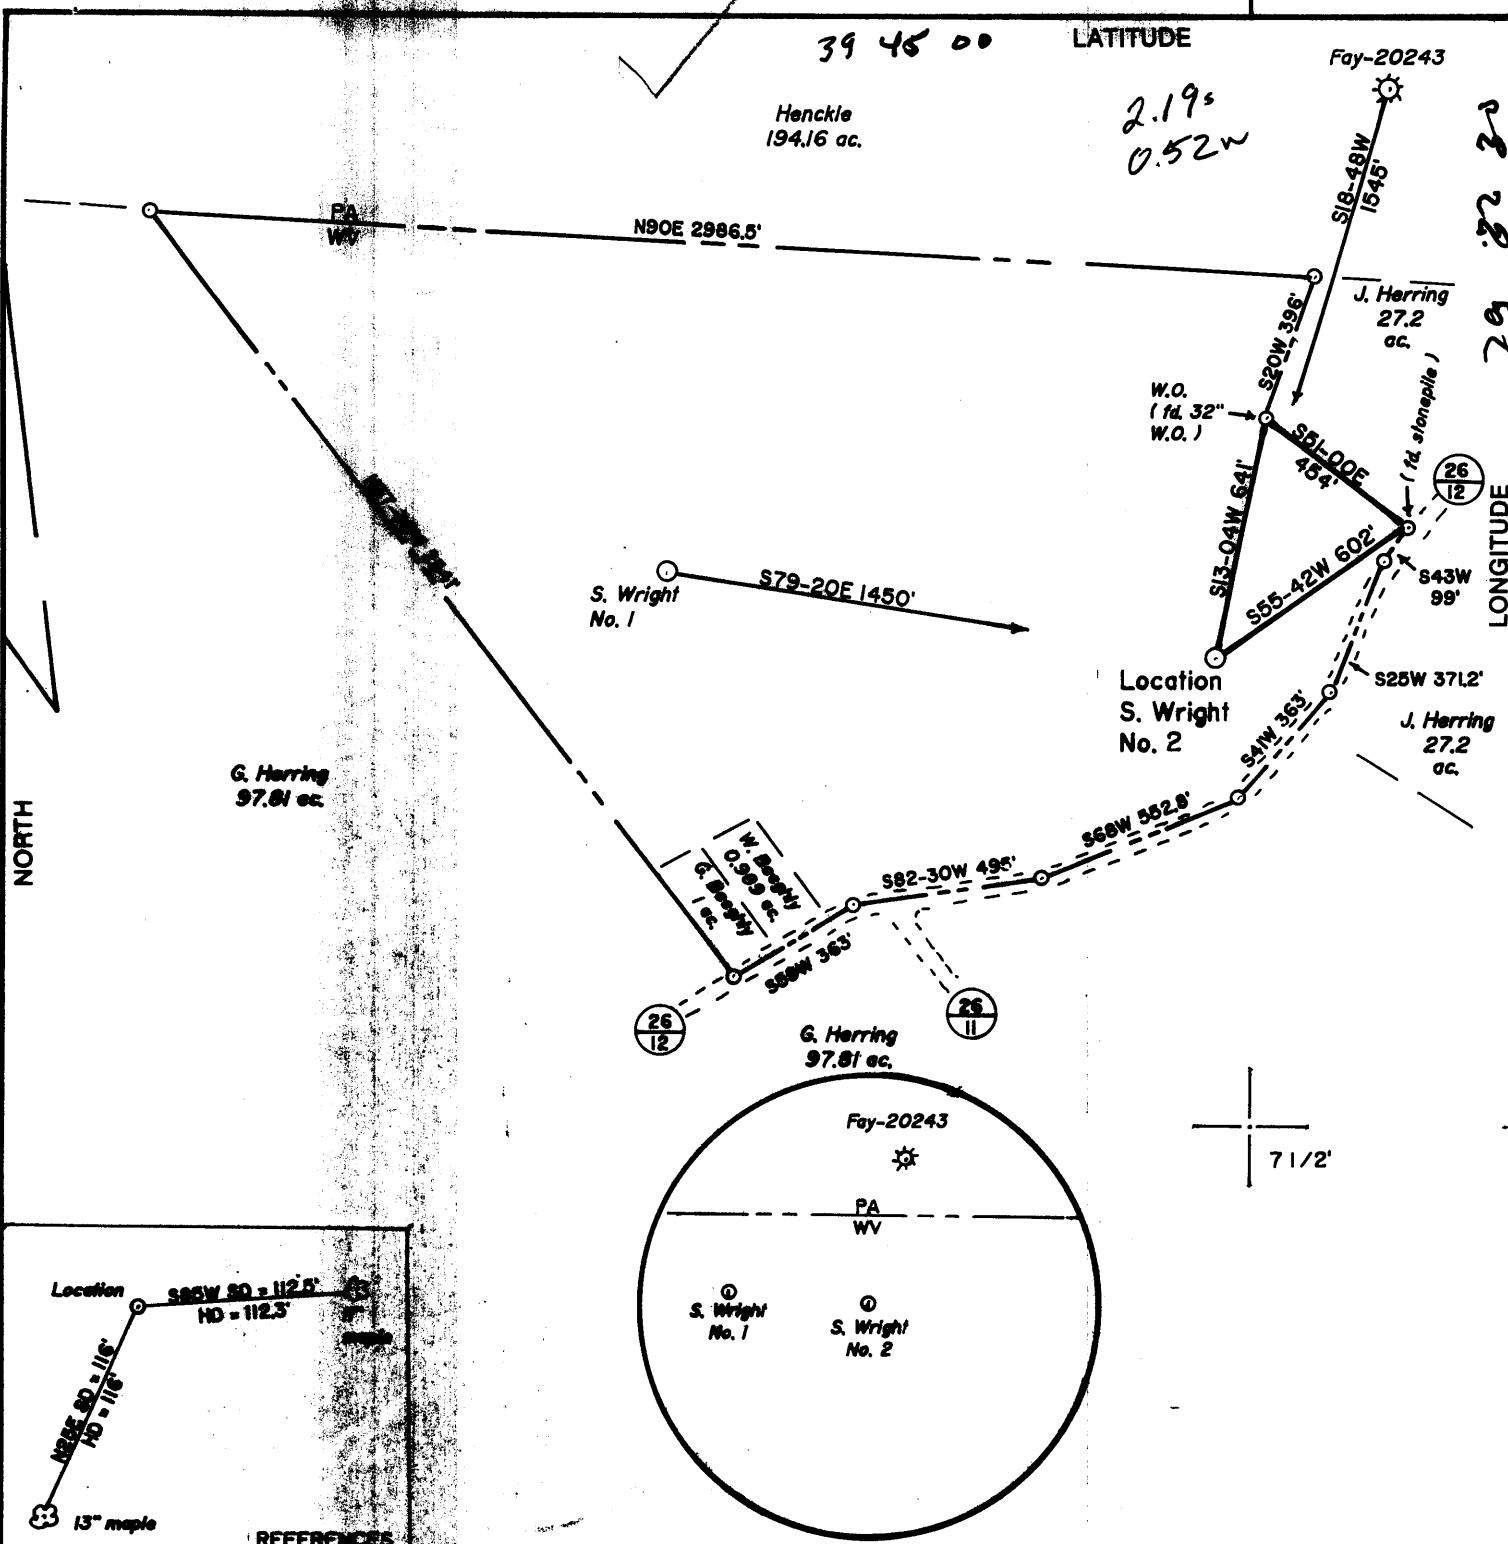 39 45 00
LATITUDE
Fay-20243
2.19s
0.52w
Henckle
194.16 ac.
S18-48W
1545'
PA
WV
N90E 2986.5'
J. Herring
27.2
ac.
S20W 396'
W.O.
( fd. 32"
W.O. )
( fd. stonepile )
S51-00E
454'
26
12
LONGITUDE
S13-04W 641'
S55-42W 602'
S43W
99'
S79-20E 1450'
S. Wright
No. 1
Location
S. Wright
No. 2
S25W 371.2'
S41W 363'
J. Herring
27.2
ac.
G. Herring
97.81 ac.
NORTH
S68W 552.8'
W. Beeghly
0.909 ac.
G. Beeghly
1 ac.
S82-30W 495'
S59W 363'
26
12
26
11
G. Herring
97.81 ac.
Fay-20243
PA
WV
7 1/2'
S. Wright
No. 1
S. Wright
No. 2
Location
S85W SD = 112.5'
HD = 112.3'
maple
N25E SD = 116'
HD = 116'
13" maple
REFERENCES